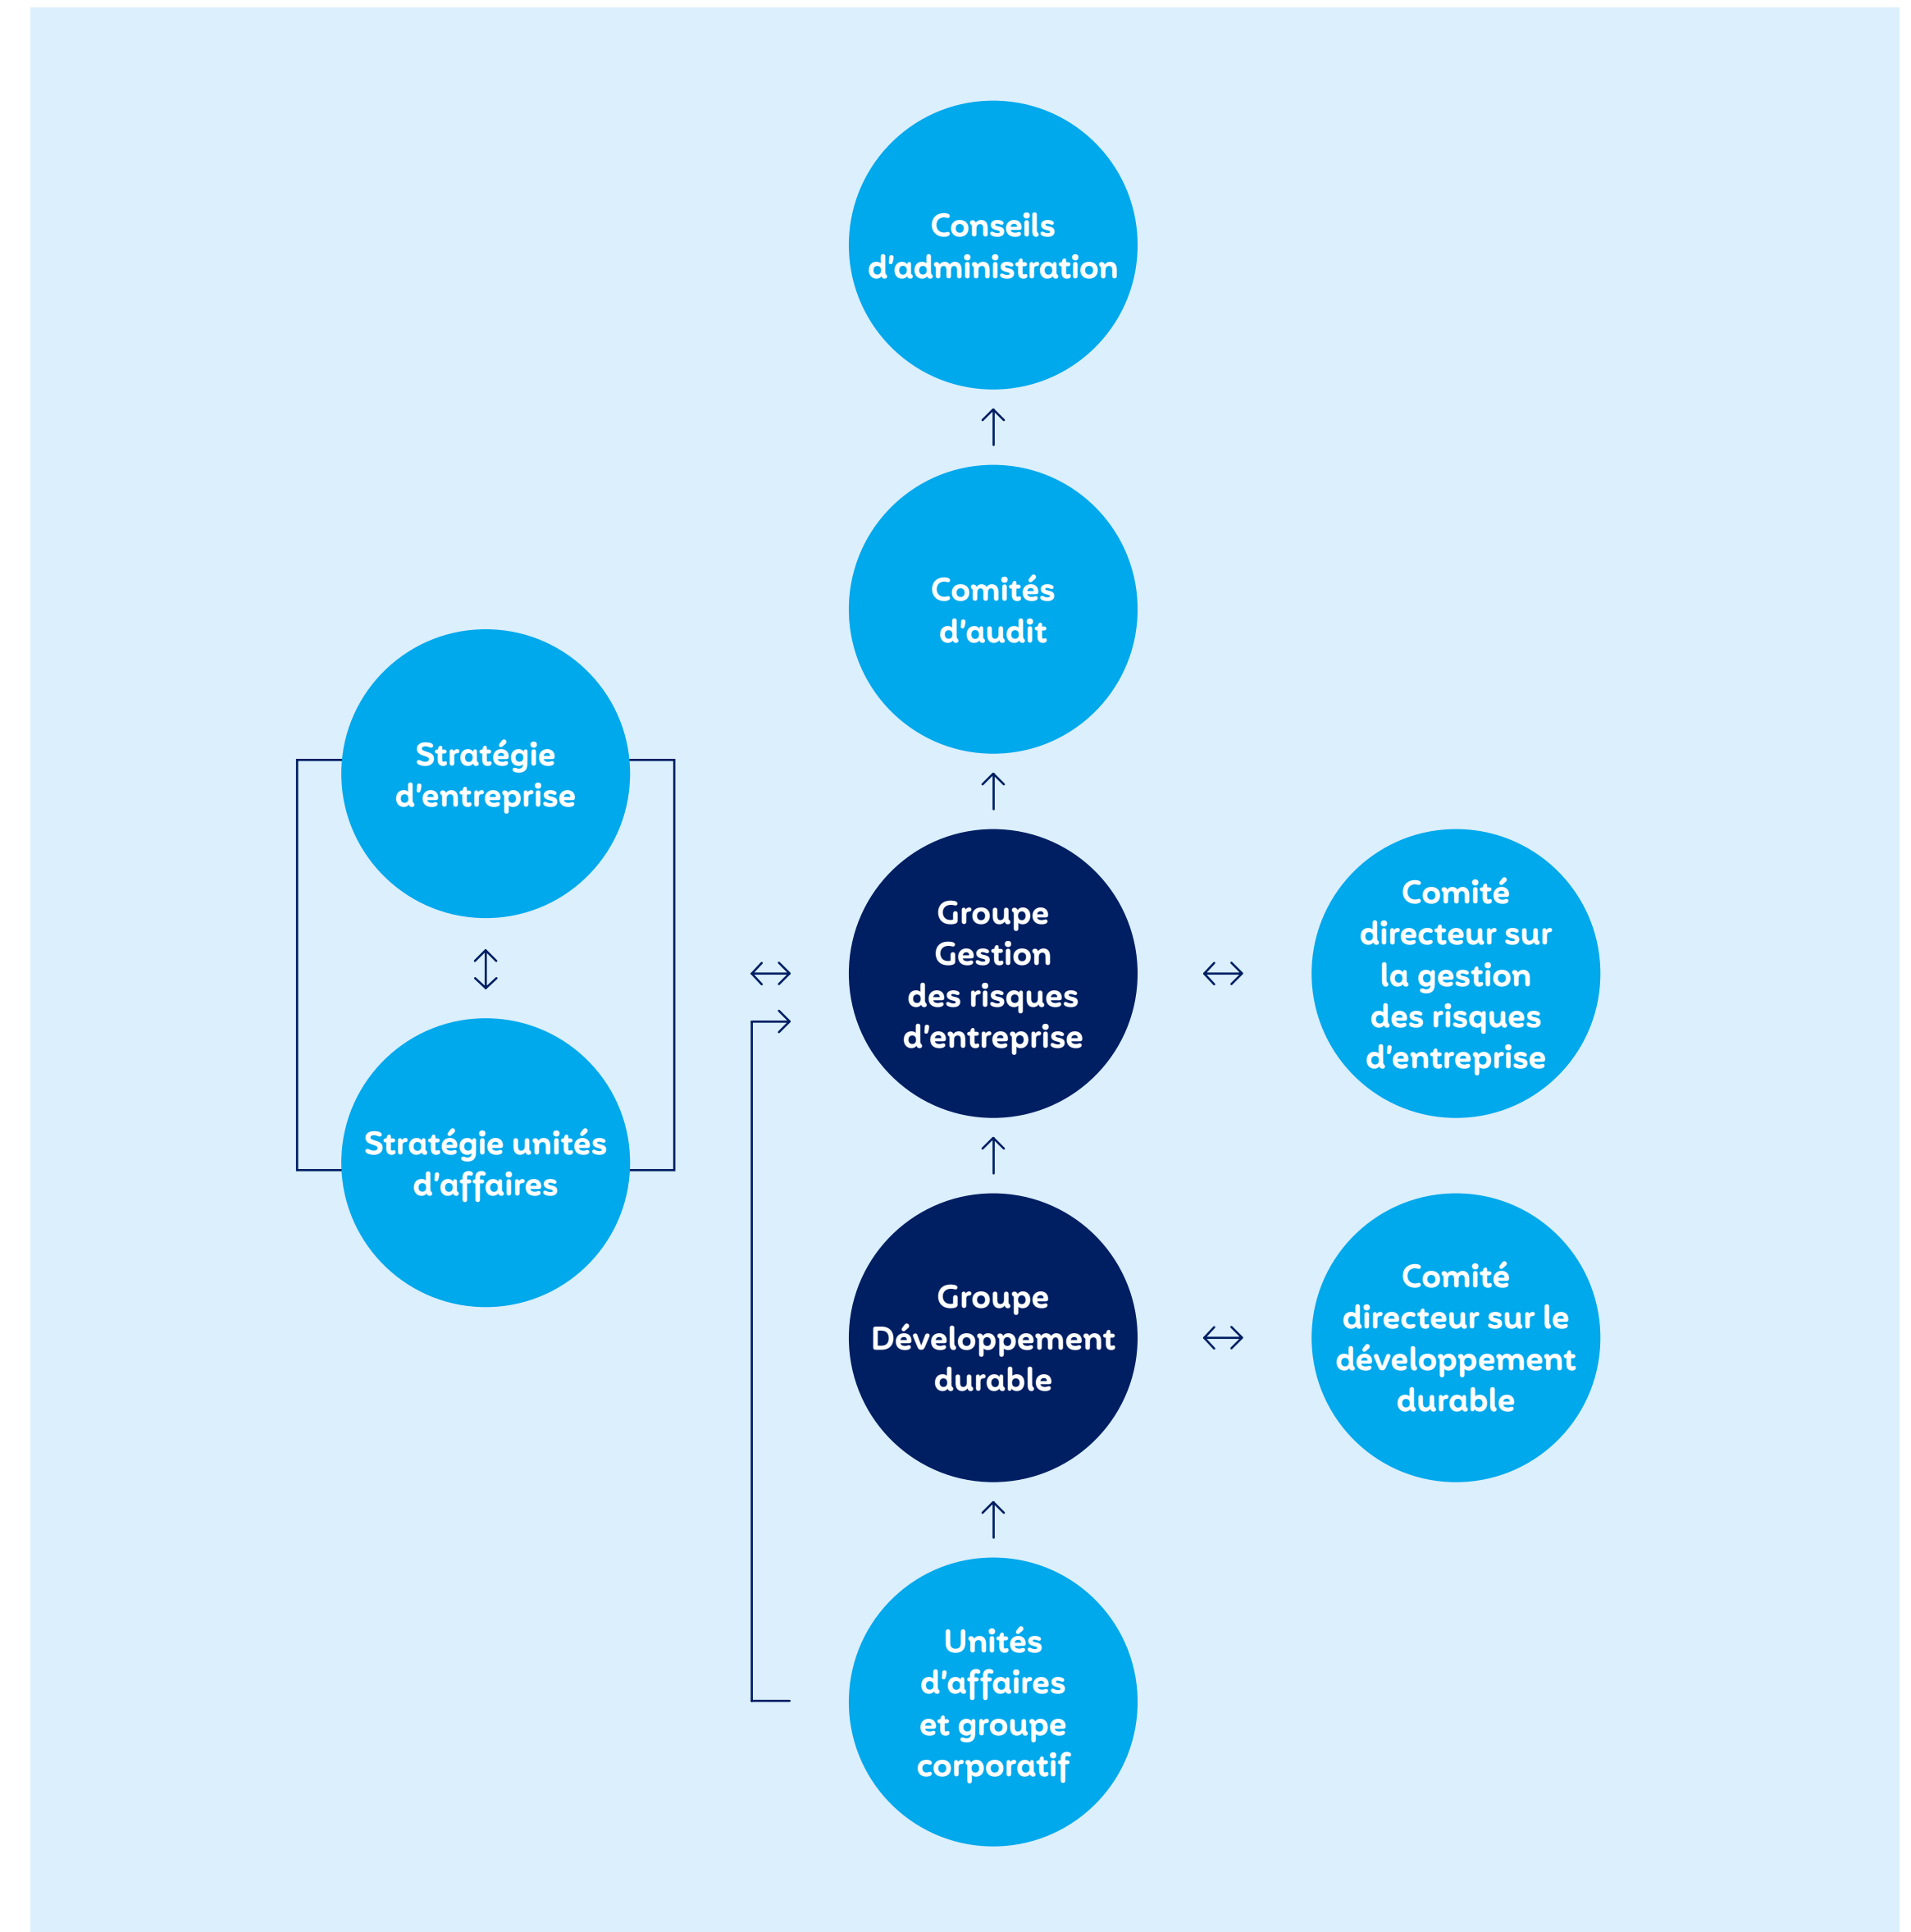 Conseils
d'administration
Comités
d'audit
Stratégie
d'entreprise
Stratégie unités
d'affaires
Groupe
Gestion
des risques
d'entreprise
Comité
directeur sur
la gestion
des risques
d'entreprise
Groupe
Développement
durable
Comité
directeur sur le
développement
durable
Unités
d'affaires
et groupe
corporatif